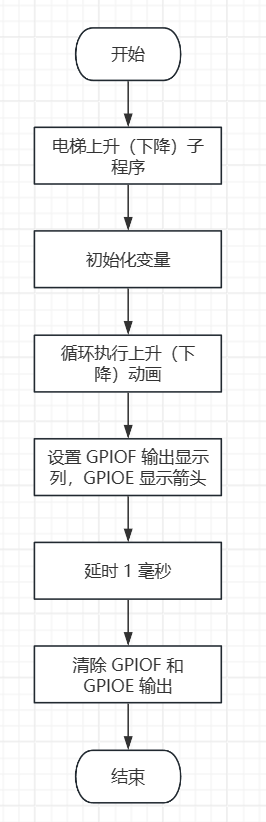 开始
电梯上升（下降）子
程序
初始化变量
循环执行上升（下
降）动画
设置 GPIOF 输出显示
列，GPIOE 显示箭头
延时 1 毫秒
清除 GPIOF 和
GPIOE 输出
结束